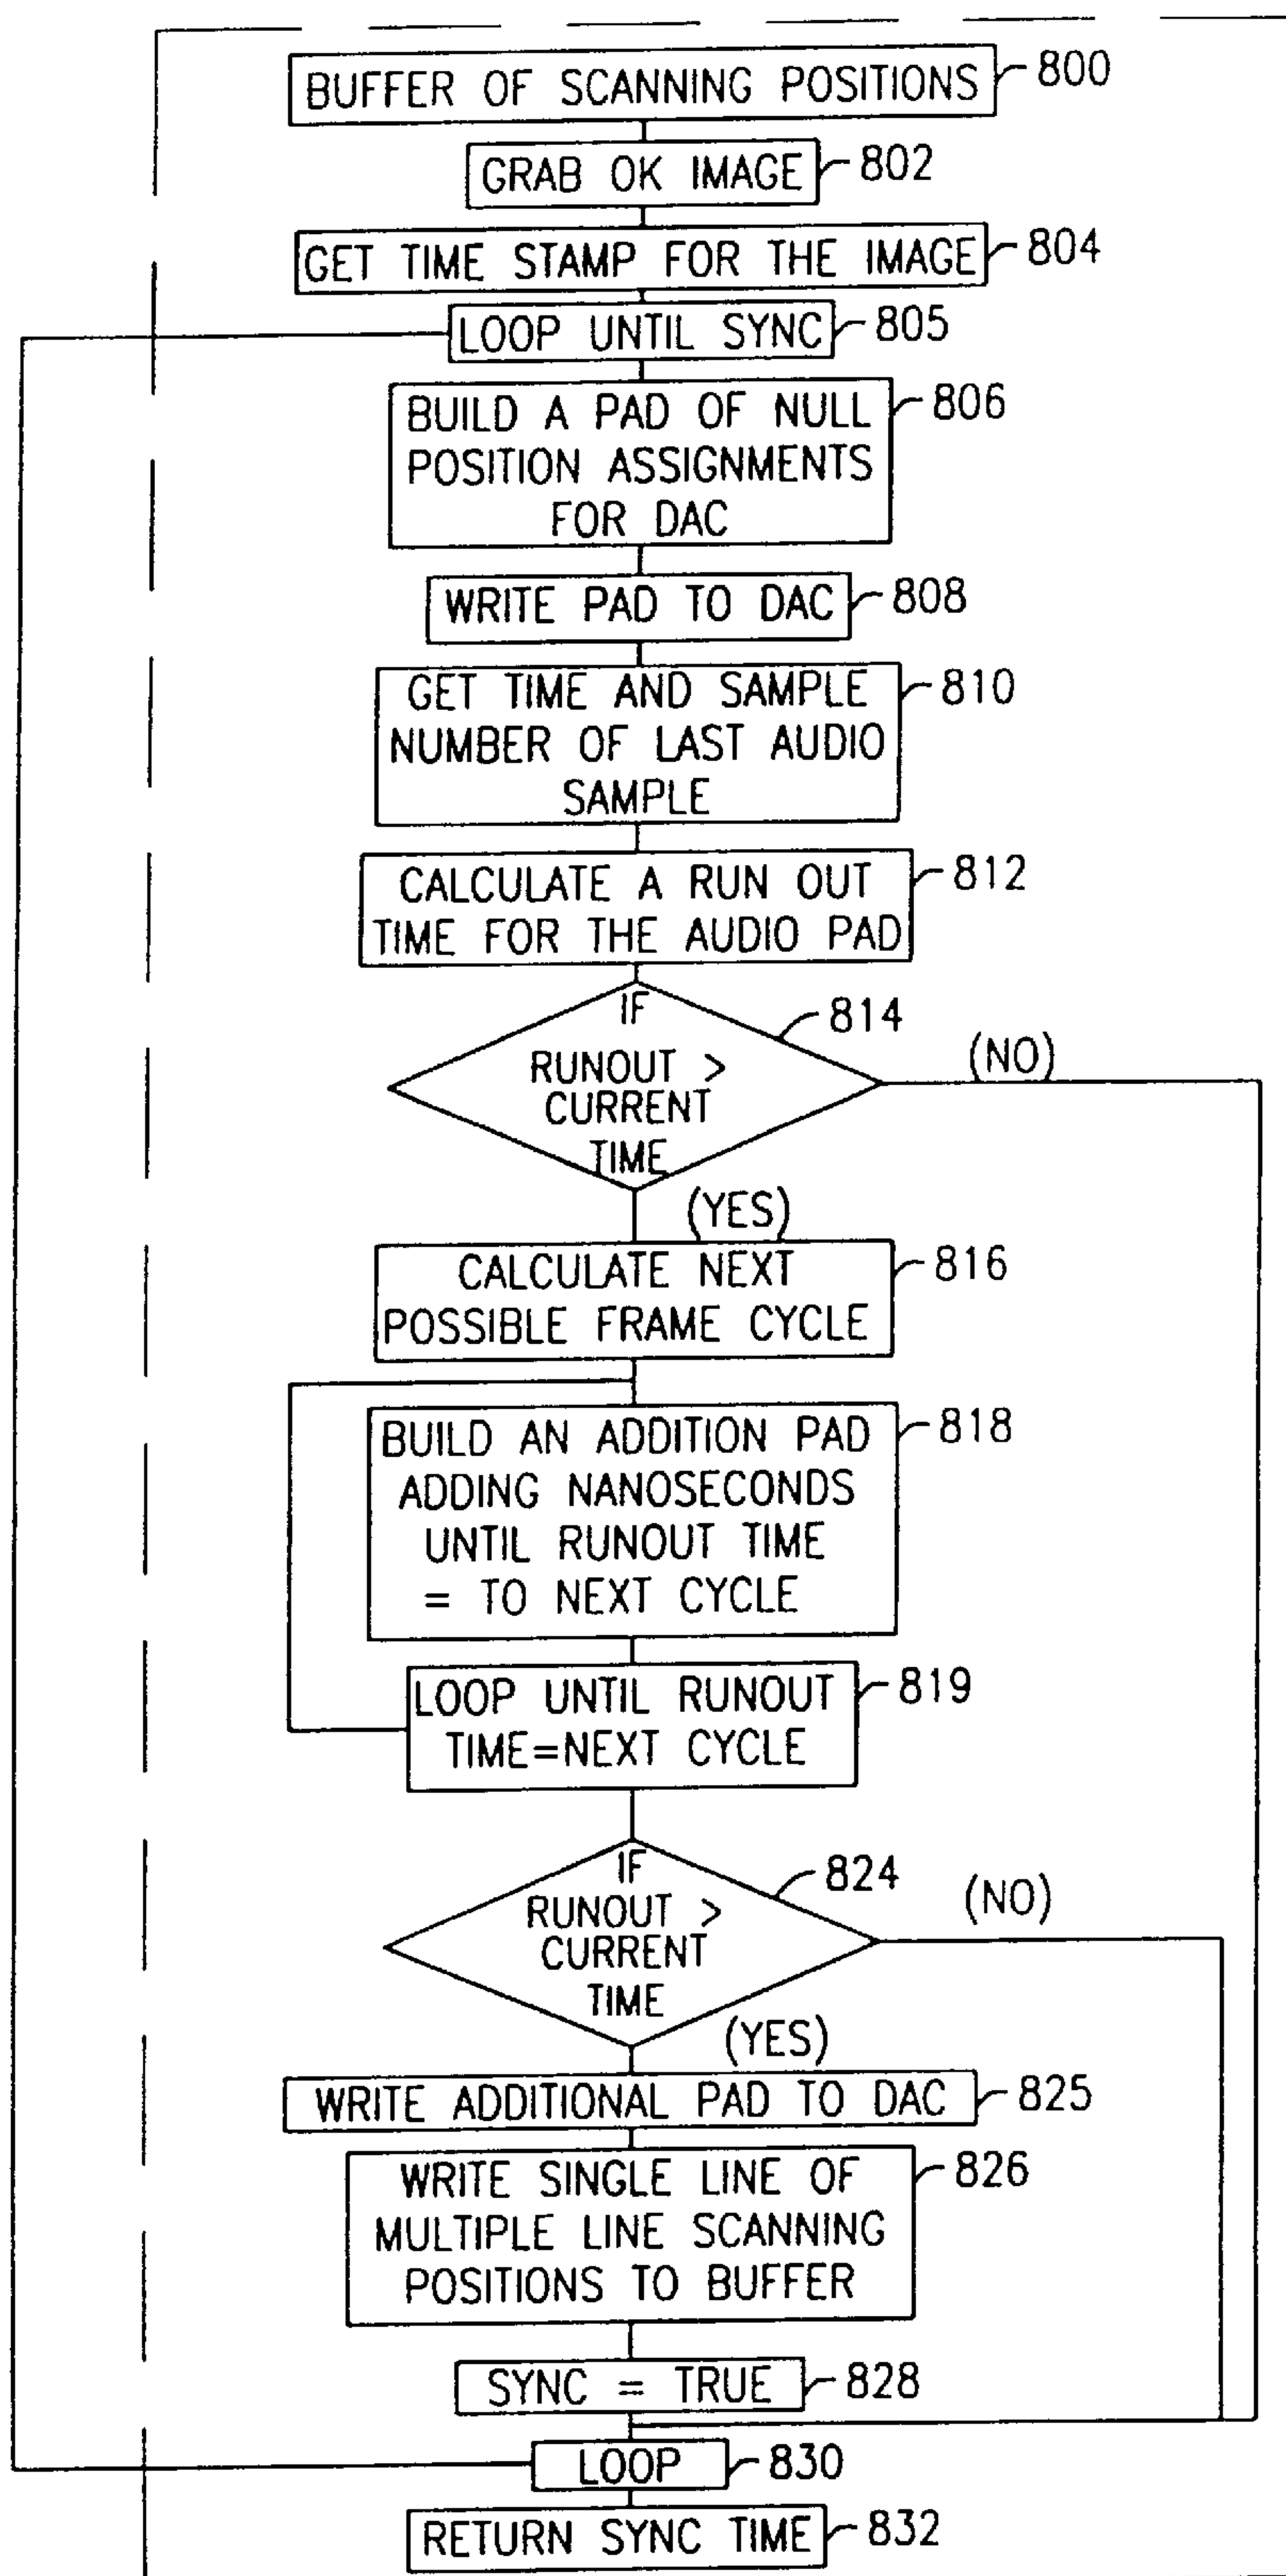 BUFFER OF SCANNING POSITIONS 800
GRAB OK IMAGE 802
GET TIME STAMP FOR THE IMAGE 804
LOOP UNTIL SYNC 805
BUILD A PAD OF NULL 806
POSITION ASSIGNMENTS
FOR DAC
WRITE PAD TO DAC 808
GET TIME AND SAMPLE 810
NUMBER OF LAST AUDIO
SAMPLE
CALCULATE A RUN OUT 812
TIME FOR THE AUDIO PAD
IF 814
RUNOUT > (NO)
CURRENT
TIME
(YES)
CALCULATE NEXT 816
POSSIBLE FRAME CYCLE
BUILD AN ADDITION PAD 818
ADDING NANOSECONDS
UNTIL RUNOUT TIME
= TO NEXT CYCLE
LOOP UNTIL RUNOUT 819
TIME=NEXT CYCLE
IF 824
RUNOUT > (NO)
CURRENT
TIME
(YES)
WRITE ADDITIONAL PAD TO DAC 825
WRITE SINGLE LINE OF 826
MULTIPLE LINE SCANNING
POSITIONS TO BUFFER
SYNC = TRUE 828
LOOP 830
RETURN SYNC TIME 832